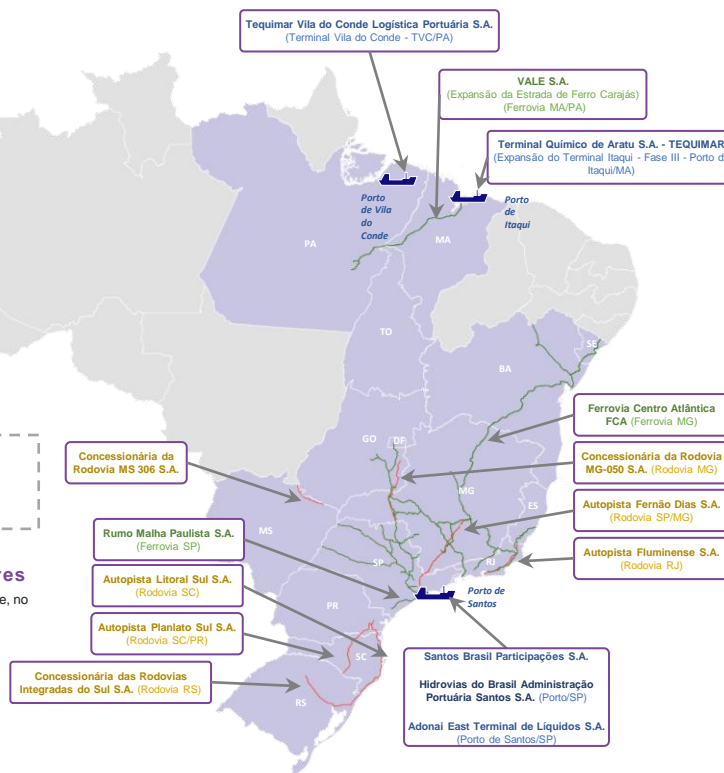 Tequimar Vila do Conde Logística Portuária S.A.
(Terminal Vila do Conde - TVC/PA)
VALE S.A.
(Expansão da Estrada de Ferro Carajás)
(Ferrovia MA/PA)
Terminal Químico de Aratu S.A. - TEQUIMAR
(Expansão do Terminal Itaqui - Fase III - Porto d
Itaqui/MA)
Porto
de Vila
do
Conde
Porto
de
Itaqui
PA
MA
TO
SE
BA
Ferrovia Centro Atlântica
FCA (Ferrovia MG)
GO
DF
Concessionária da
Rodovia MS 306 S.A.
Concessionária da Rodovia
MG-050 S.A. (Rodovia MG)
MG
ES
MS
Autopista Fernão Dias S.A.
(Rodovia SP/MG)
Rumo Malha Paulista S.A.
(Ferrovia SP)
SP
RJ
Autopista Fluminense S.A.
(Rodovia RJ)
res
e, no
Autopista Litoral Sul S.A.
(Rodovia SC)
Porto de
Santos
PR
Autopista Planlato Sul S.A.
(Rodovia SC/PR)
SC
Concessionária das Rodovias
Integradas do Sul S.A. (Rodovia RS)
RS
Santos Brasil Participações S.A.
Hidrovias do Brasil Administração
Portuária Santos S.A. (Porto/SP)
Adonai East Terminal de Líquidos S.A.
(Porto de Santos/SP)